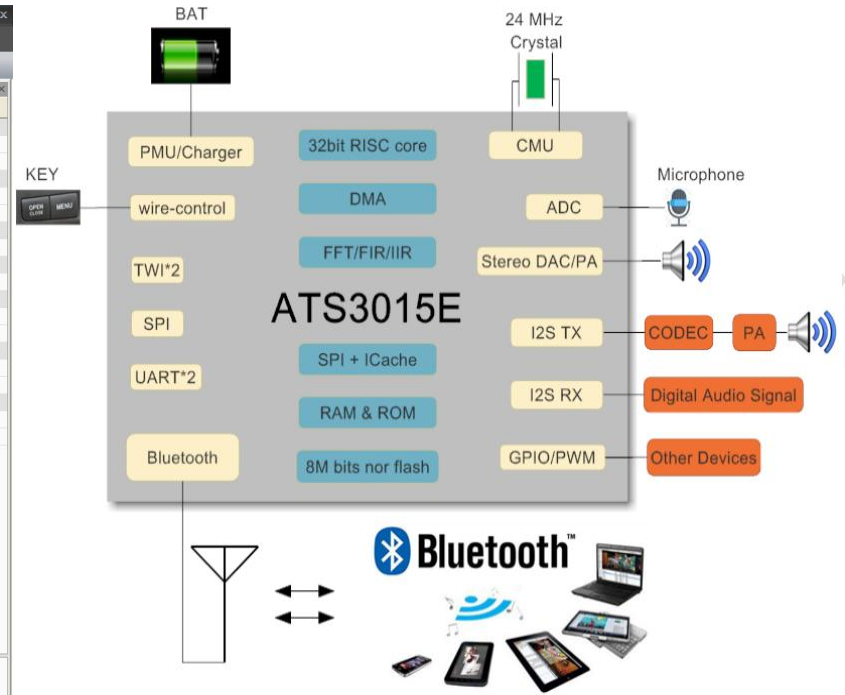 BAT
24 MHz
Crystal
PMU/Charger
32bit RISC core
CMU
KEY
OPEN
CLOSE
MENU
wire-control
DMA
ADC
Microphone
TWI*2
FFT/FIR/IIR
Stereo DAC/PA
ATS3015E
SPI
I2S TX
CODEC
PA
UART*2
SPI + ICache
I2S RX
Digital Audio Signal
RAM & ROM
Bluetooth
8M bits nor flash
GPIO/PWM
Other Devices
Bluetooth™